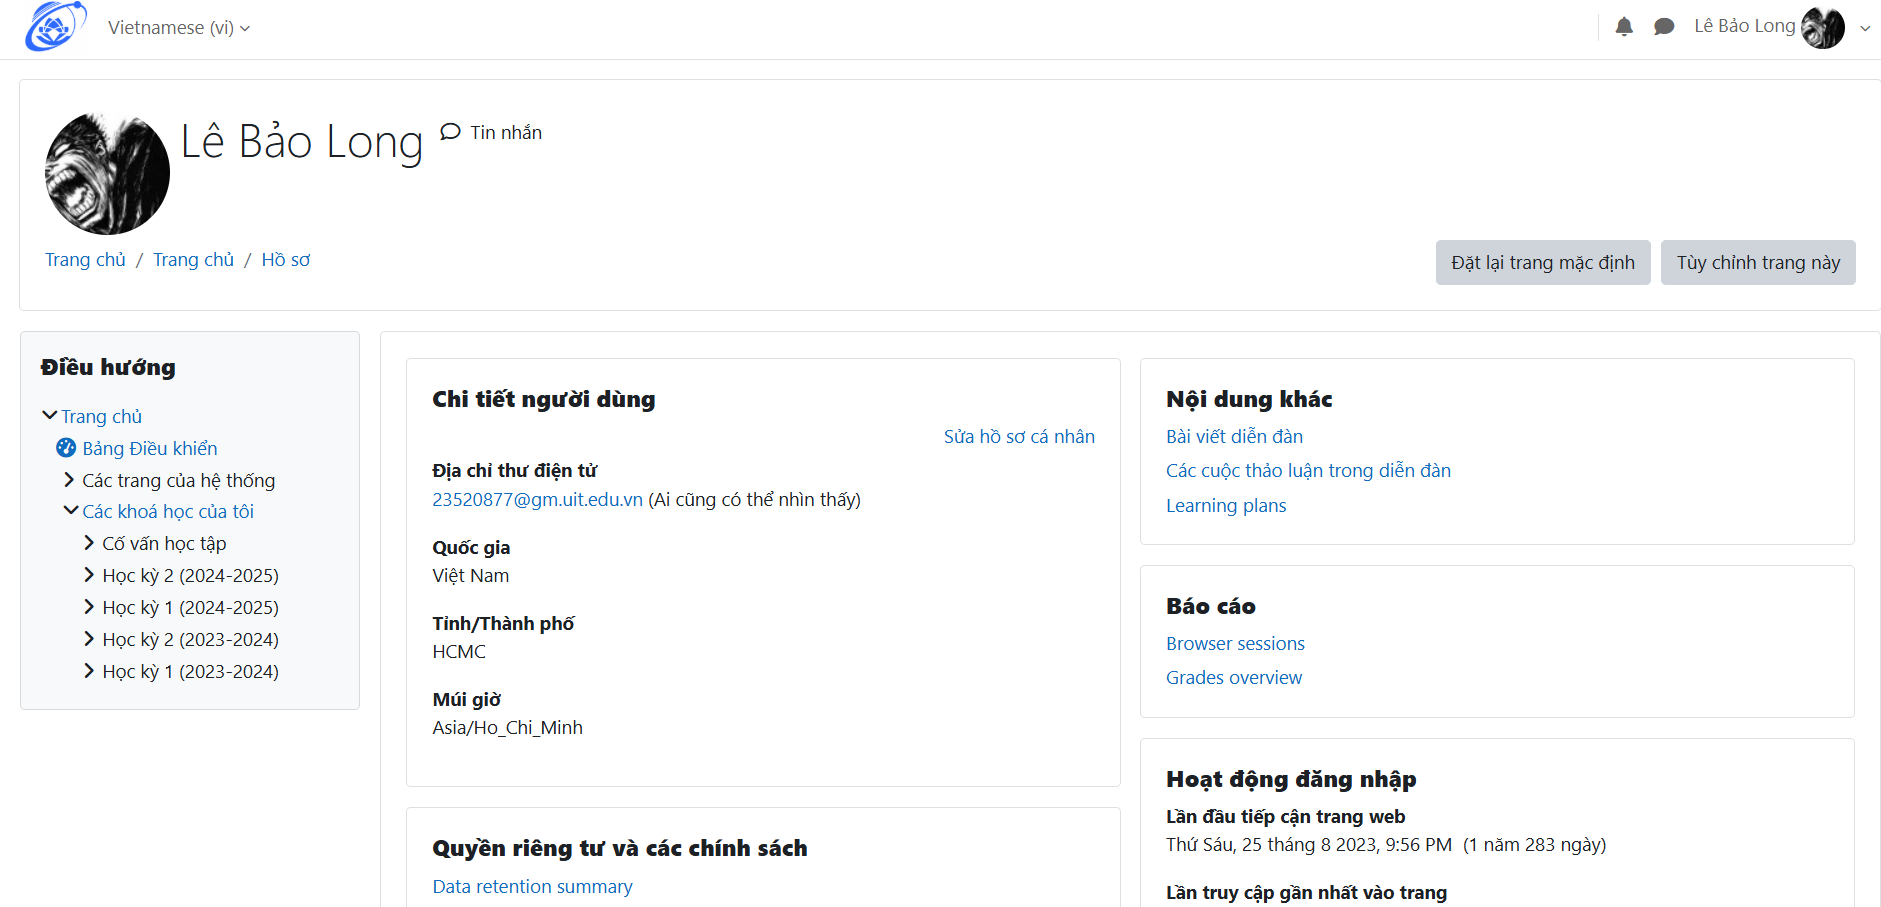 Vietnamese (vi)
Lê Bảo Long
Lê Bảo Long
Tin nhắn
Trang chủ / Trang chủ / Hồ sơ
Đặt lại trang mặc định
Tùy chỉnh trang này
Điều hướng
Trang chủ
Bảng Điều khiển
Các trang của hệ thống
Các khoá học của tôi
Cố vấn học tập
Học kỳ 2 (2024-2025)
Học kỳ 1 (2024-2025)
Học kỳ 2 (2023-2024)
Học kỳ 1 (2023-2024)
Chi tiết người dùng
Sửa hồ sơ cá nhân
Địa chỉ thư điện tử
23520877@gm.uit.edu.vn (Ai cũng có thể nhìn thấy)
Quốc gia
Việt Nam
Tỉnh/Thành phố
HCMC
Múi giờ
Asia/Ho_Chi_Minh
Quyền riêng tư và các chính sách
Data retention summary
Nội dung khác
Bài viết diễn đàn
Các cuộc thảo luận trong diễn đàn
Learning plans
Báo cáo
Browser sessions
Grades overview
Hoạt động đăng nhập
Lần đầu tiếp cận trang web
Thứ Sáu, 25 tháng 8 2023, 9:56 PM (1 năm 283 ngày)
Lần truy cập gần nhất vào trang